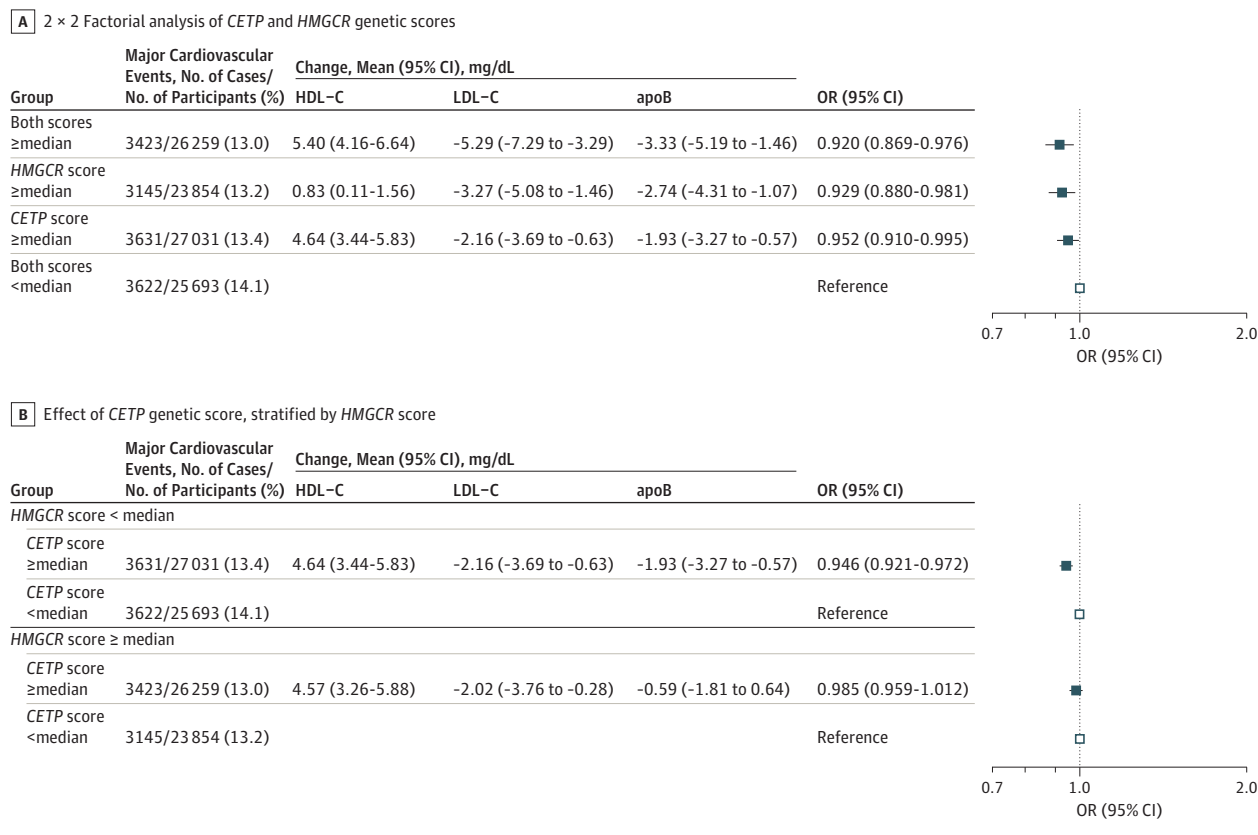 A 2 × 2 Factorial analysis of CETP and HMGCR genetic scores
Major Cardiovascular
Events, No. of Cases/ Change, Mean (95% CI), mg/dL
Group No. of Participants (%) HDL−C LDL−C apoB OR (95% CI)
Both scores
≥median 3423/26 259 (13.0) 5.40 (4.16-6.64) -5.29 (-7.29 to -3.29) -3.33 (-5.19 to -1.46) 0.920 (0.869-0.976)
HMGCR score
≥median 3145/23 854 (13.2) 0.83 (0.11-1.56) -3.27 (-5.08 to -1.46) -2.74 (-4.31 to -1.07) 0.929 (0.880-0.981)
CETP score
≥median 3631/27 031 (13.4) 4.64 (3.44-5.83) -2.16 (-3.69 to -0.63) -1.93 (-3.27 to -0.57) 0.952 (0.910-0.995)
Both scores
<median 3622/25 693 (14.1) Reference
0.7 1.0 2.0
OR (95% CI)
B Effect of CETP genetic score, stratified by HMGCR score
Major Cardiovascular
Events, No. of Cases/ Change, Mean (95% CI), mg/dL
Group No. of Participants (%) HDL−C LDL−C apoB OR (95% CI)
HMGCR score < median
CETP score
≥median 3631/27 031 (13.4) 4.64 (3.44-5.83) -2.16 (-3.69 to -0.63) -1.93 (-3.27 to -0.57) 0.946 (0.921-0.972)
CETP score
<median 3622/25 693 (14.1) Reference
HMGCR score ≥ median
CETP score
≥median 3423/26 259 (13.0) 4.57 (3.26-5.88) -2.02 (-3.76 to -0.28) -0.59 (-1.81 to 0.64) 0.985 (0.959-1.012)
CETP score
<median 3145/23 854 (13.2) Reference
0.7 1.0 2.0
OR (95% CI)